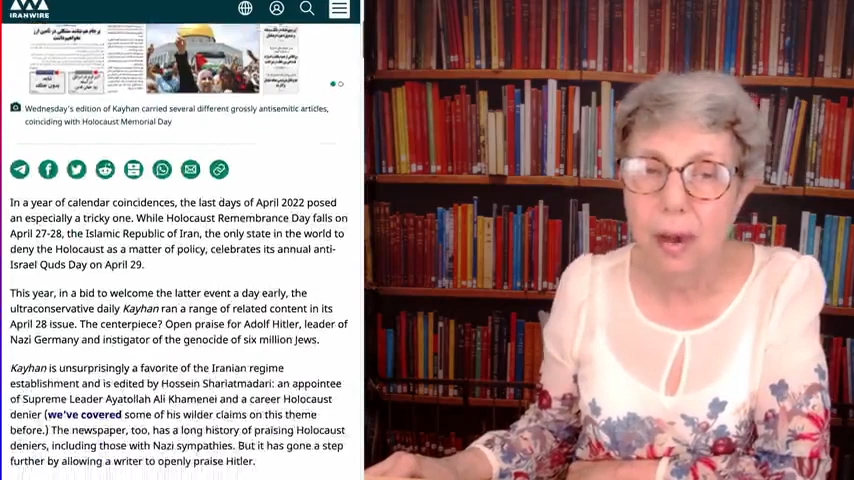 IRANWIRE
Wednesday's edition of Kayhan carried several different grossly antisemitic articles,
coinciding with Holocaust Memorial Day
In a year of calendar coincidences, the last days of April 2022 posed
an especially a tricky one. While Holocaust Remembrance Day falls on
April 27-28, the Islamic Republic of Iran, the only state in the world to
deny the Holocaust as a matter of policy, celebrates its annual anti-
Israel Quds Day on April 29.
This year, in a bid to welcome the latter event a day early, the
ultraconservative daily Kayhan ran a range of related content in its
April 28 issue. The centerpiece? Open praise for Adolf Hitler, leader of
Nazi Germany and instigator of the genocide of six million Jews.
Kayhan is unsurprisingly a favorite of the Iranian regime
establishment and is edited by Hossein Shariatmadari: an appointee
of Supreme Leader Ayatollah Ali Khamenei and a career Holocaust
denier (we've covered some of his wilder claims on this theme
before.) The newspaper, too, has a long history of praising Holocaust
deniers, including those with Nazi sympathies. But it has gone a step
further by allowing a writer to openly praise Hitler.